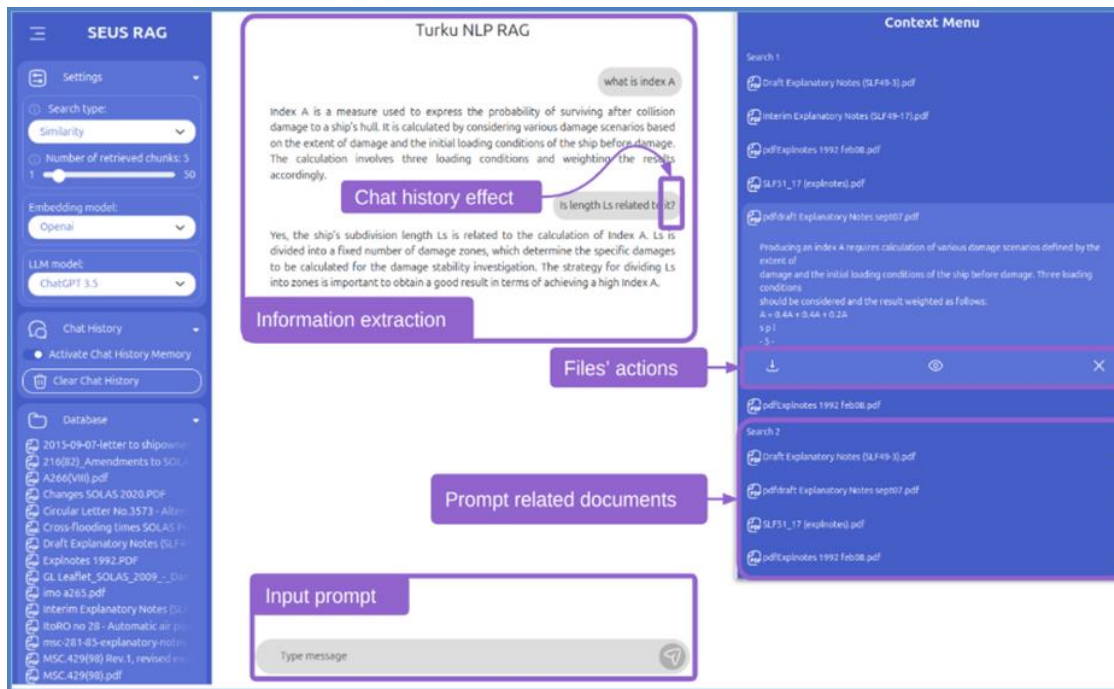 SEUS RAG
Settings
Search type:
Similarity
Number of retrieved chunks: 5
1
50
Embedding model:
Openai
LLM model:
ChatGPT 3.5
Chat History
Activate Chat History Memory
Clear Chat History
Database
2015-09-07-letter to shipowne
216(82)_Amendments to SOLA
A266(VIII).pdf
Changes SOLAS 2020.PDF
Circular Letter No.3573 - Alter
Cross-flooding times SOLAS
Draft Explanatory Notes (SLF4
Explnotes 1992.PDF
GL Leaflet_SOLAS_2009_-_Da
imo a265.pdf
Interim Explanatory Notes (SL
ItoRO no 28 - Automatic air
msc-281-85-explanatory-note
MSC.429(98) Rev.1, revised
MSC.429(98).pdf
Turku NLP RAG
what is index A
Index A is a measure used to express the probability of surviving after collision
damage to a ship's hull. It is calculated by considering various damage scenarios based
on the extent of damage and the initial loading conditions of the ship before damage.
The calculation involves three loading conditions and weighting the results
accordingly.
Chat history effect
Is length Ls related to it?
Yes, the ship's subdivision length Ls is related to the calculation of Index A. Ls is
divided into a fixed number of damage zones, which determine the specific damages
to be calculated for the damage stability investigation. The strategy for dividing Ls
into zones is important to obtain a good result in terms of achieving a high Index A.
Information extraction
Files' actions
Prompt related documents
Input prompt
Type message
Context Menu
Search 1
Draft Explanatory Notes (SLF49-3).pdf
Interim Explanatory Notes (SLF49-17).pdf
pdfExplnotes 1992 feb08.pdf
SLF51_17 (explnotes).pdf
pdfdraft Explanatory Notes sept07.pdf
Producing an index A requires calculation of various damage scenarios defined by the
extent of
damage and the initial loading conditions of the ship before damage. Three loading
conditions
should be considered and the result weighted as follows:
A = 0.4A + 0.4A + 0.2A
s p l
- 5 -
pdfExplnotes 1992 feb08.pdf
Search 2
Draft Explanatory Notes (SLF49-3).pdf
pdfdraft Explanatory Notes sept07.pdf
SLF51_17 (explnotes).pdf
pdfExplnotes 1992 feb08.pdf